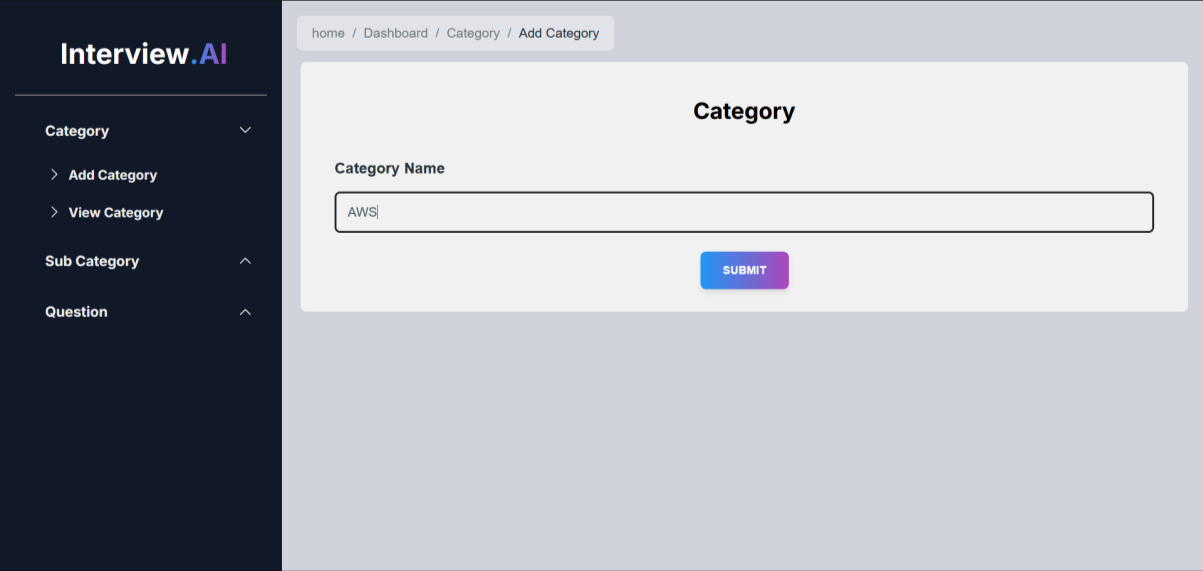 Interview.AI
Category
Add Category
View Category
Sub Category
Question
home / Dashboard / Category / Add Category
Category
Category Name
AWS
SUBMIT